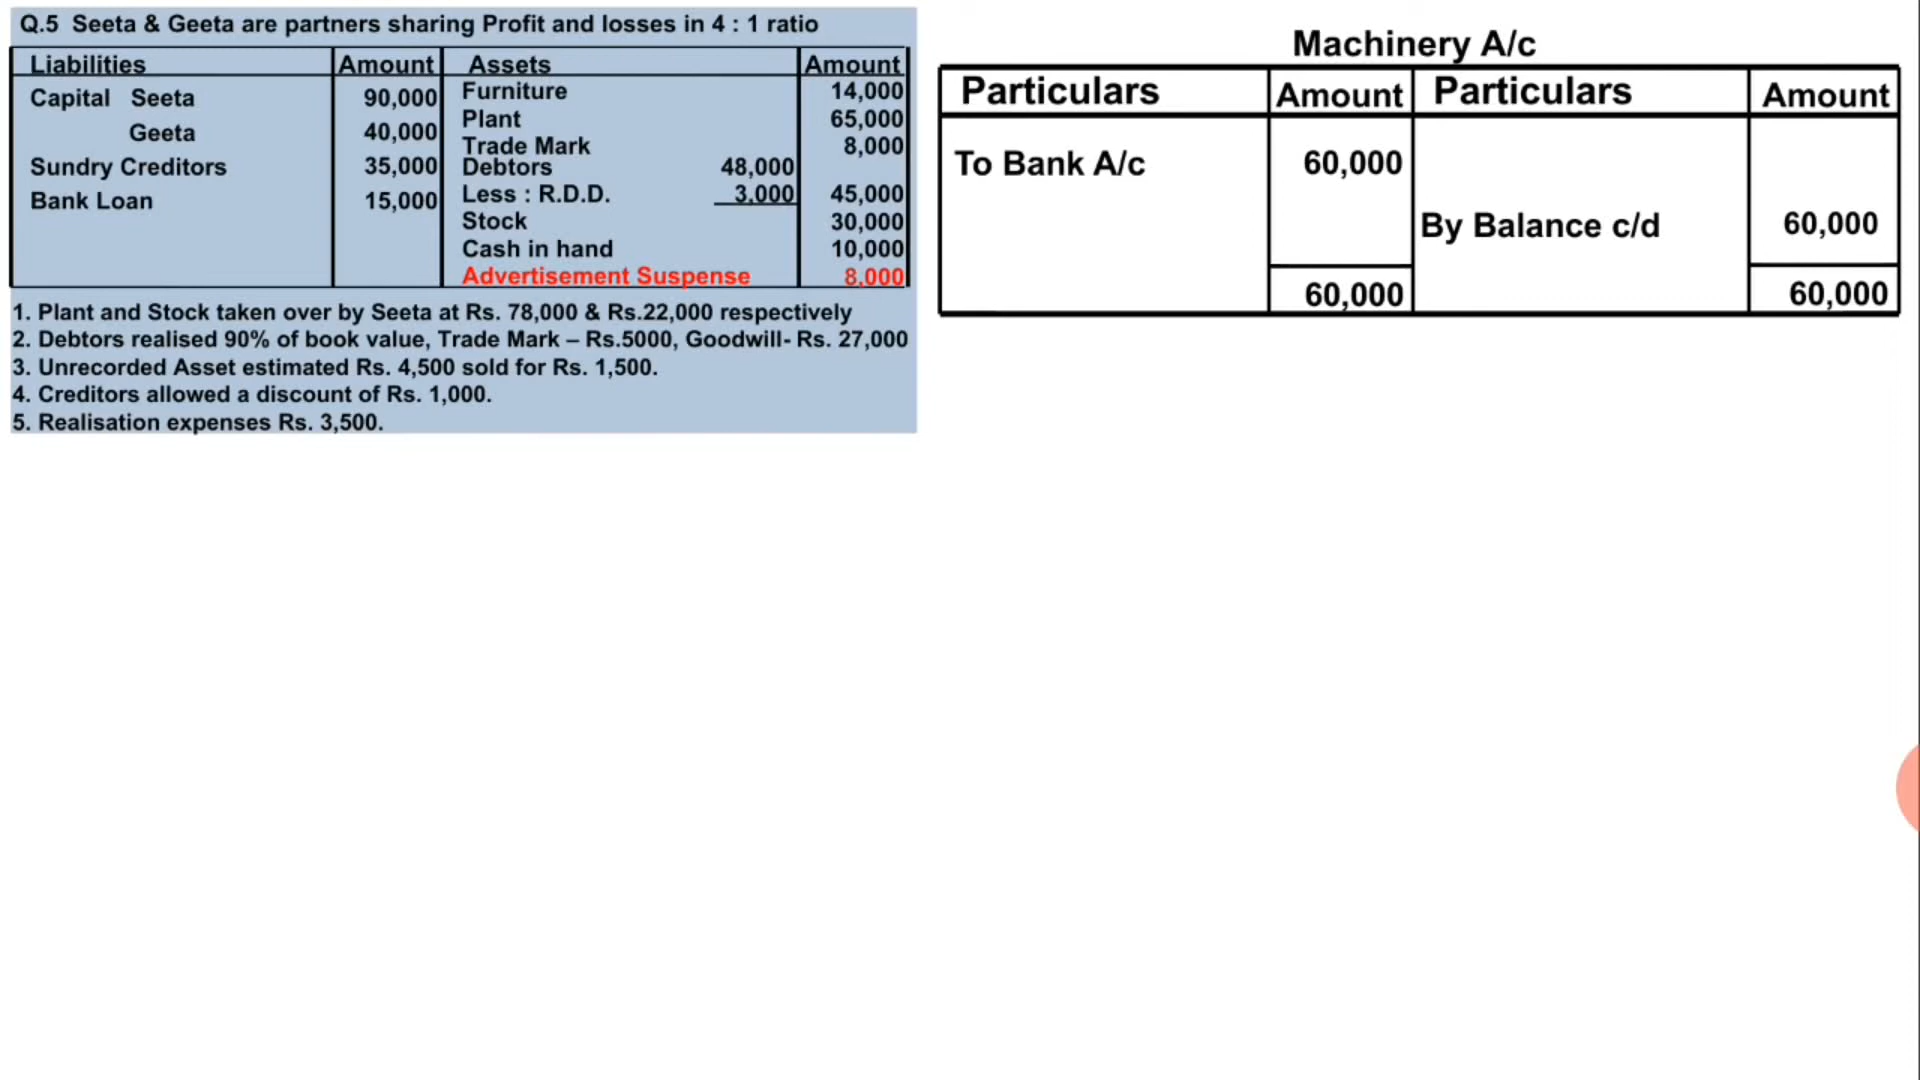 Q.5 Seeta & Geeta are partners sharing Profit and losses in 4 : 1 ratio
Liabilities Amount Assets Amount
Capital Seeta 90,000 Furniture 14,000
Plant 65,000
Geeta 40,000 Trade Mark 8,000
Sundry Creditors 35,000 Debtors 48,000
Bank Loan 15,000 Less : R.D.D. 3,000 45,000
Stock 30,000
Cash in hand 10,000
Advertisement Suspense 8,000
1. Plant and Stock taken over by Seeta at Rs. 78,000 & Rs.22,000 respectively
2. Debtors realised 90% of book value, Trade Mark – Rs.5000, Goodwill- Rs. 27,000
3. Unrecorded Asset estimated Rs. 4,500 sold for Rs. 1,500.
4. Creditors allowed a discount of Rs. 1,000.
5. Realisation expenses Rs. 3,500.
Machinery A/c
Particulars Amount Particulars Amount
To Bank A/c 60,000
By Balance c/d 60,000
60,000 60,000